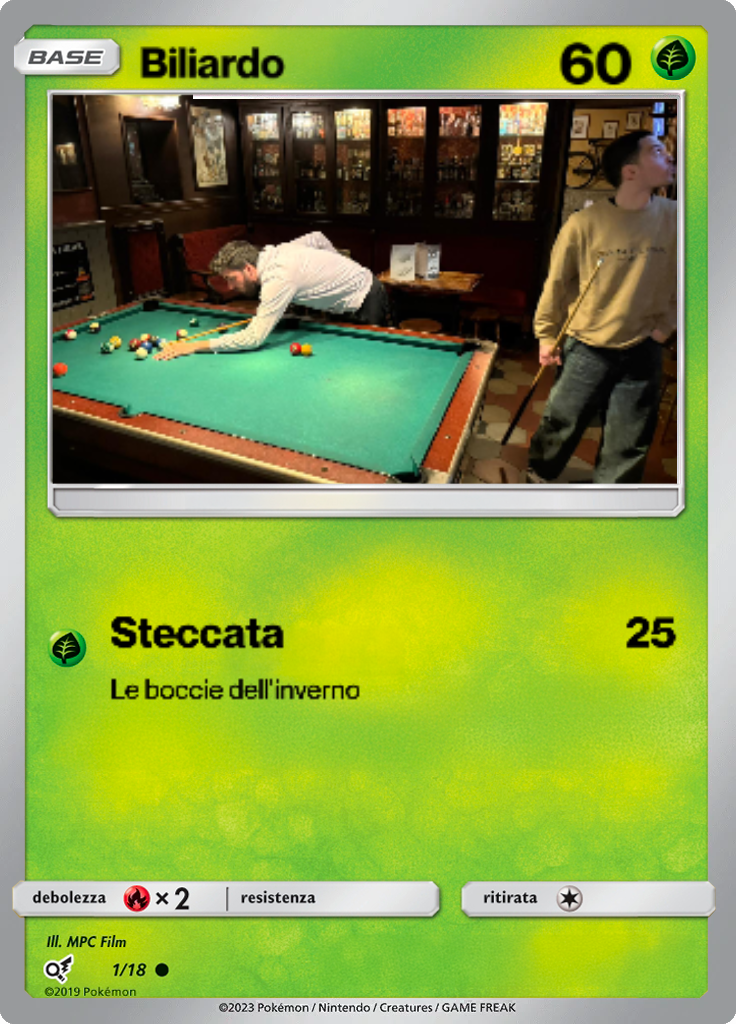 BASE Biliardo 60
Steccata 25
Le boccie dell'inverno
debolezza × 2 resistenza ritirata
Ill. MPC Film
1/18
©2019 Pokémon
©2023 Pokémon / Nintendo / Creatures / GAME FREAK